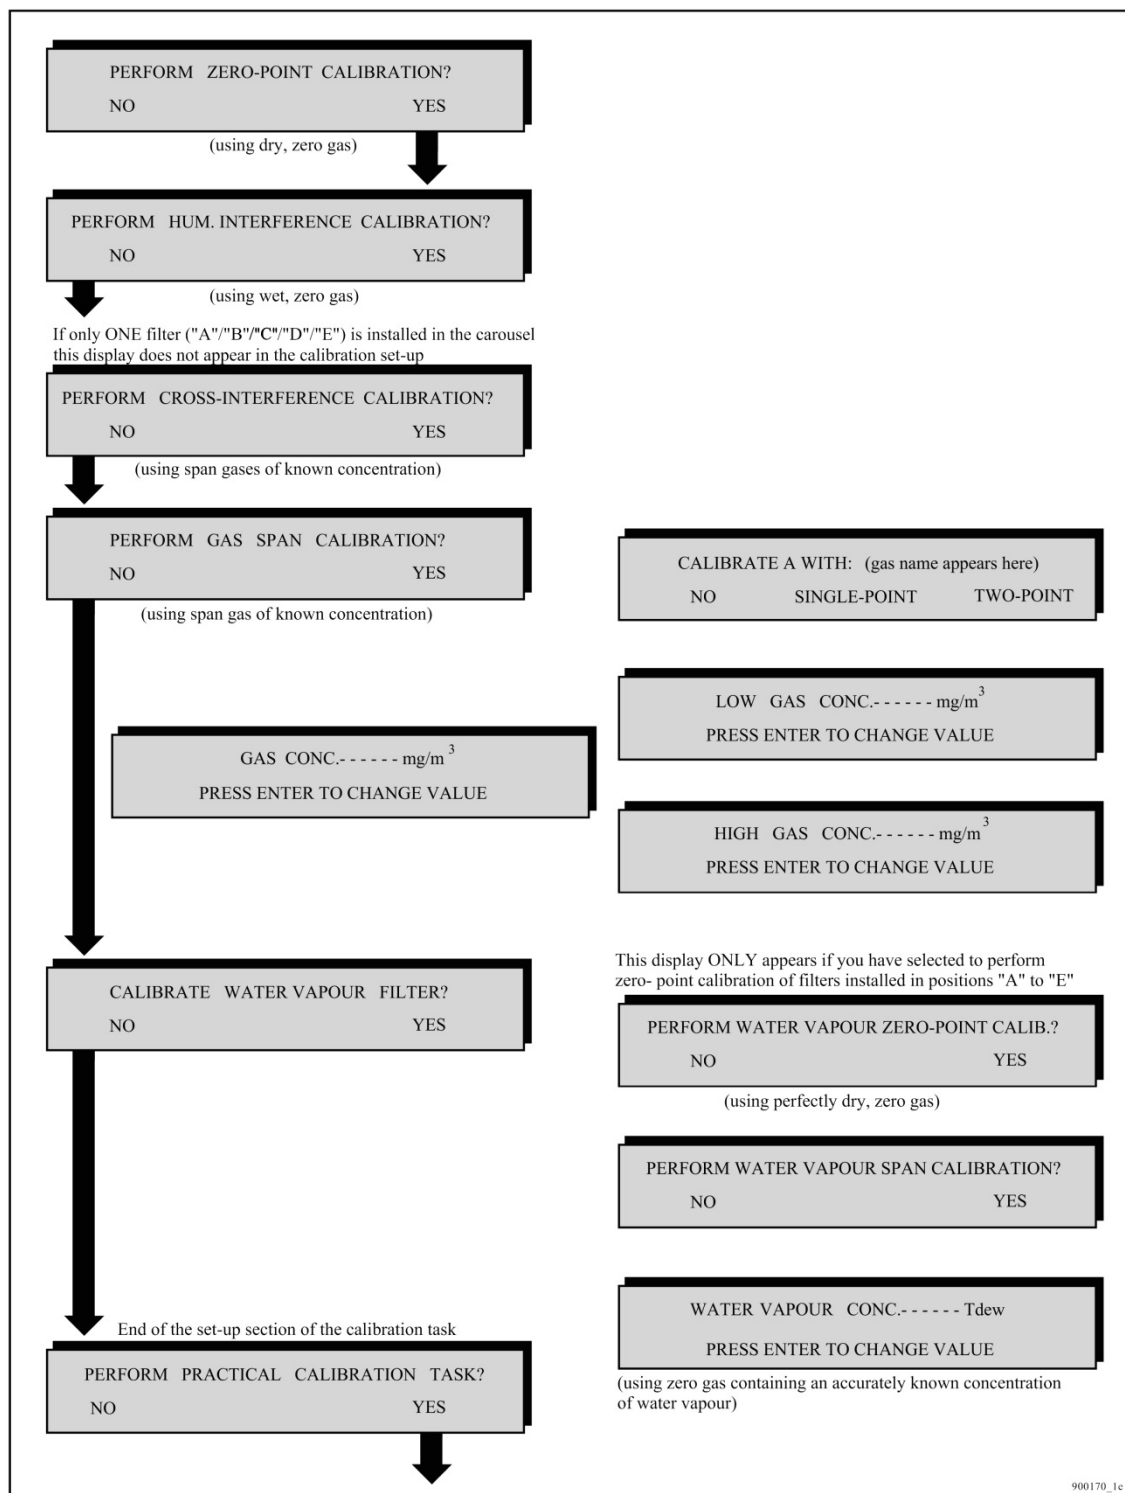 PERFORM ZERO-POINT CALIBRATION?
NO YES
(using dry, zero gas)
PERFORM HUM. INTERFERENCE CALIBRATION?
NO YES
(using wet, zero gas)
If only ONE filter ("A"/"B"/"C"/"D"/"E") is installed in the carousel
this display does not appear in the calibration set-up
PERFORM CROSS-INTERFERENCE CALIBRATION?
NO YES
(using span gases of known concentration)
PERFORM GAS SPAN CALIBRATION?
NO YES
(using span gas of known concentration)
CALIBRATE A WITH: (gas name appears here)
NO SINGLE-POINT TWO-POINT
LOW GAS CONC.- - - - - - mg/m³
PRESS ENTER TO CHANGE VALUE
GAS CONC.- - - - - - mg/m³
PRESS ENTER TO CHANGE VALUE
HIGH GAS CONC.- - - - - - mg/m³
PRESS ENTER TO CHANGE VALUE
CALIBRATE WATER VAPOUR FILTER?
NO YES
This display ONLY appears if you have selected to perform
zero- point calibration of filters installed in positions "A" to "E"
PERFORM WATER VAPOUR ZERO-POINT CALIB.?
NO YES
(using perfectly dry, zero gas)
PERFORM WATER VAPOUR SPAN CALIBRATION?
NO YES
WATER VAPOUR CONC.- - - - - - Tdew
PRESS ENTER TO CHANGE VALUE
(using zero gas containing an accurately known concentration
of water vapour)
End of the set-up section of the calibration task
PERFORM PRACTICAL CALIBRATION TASK?
NO YES
900170_1e